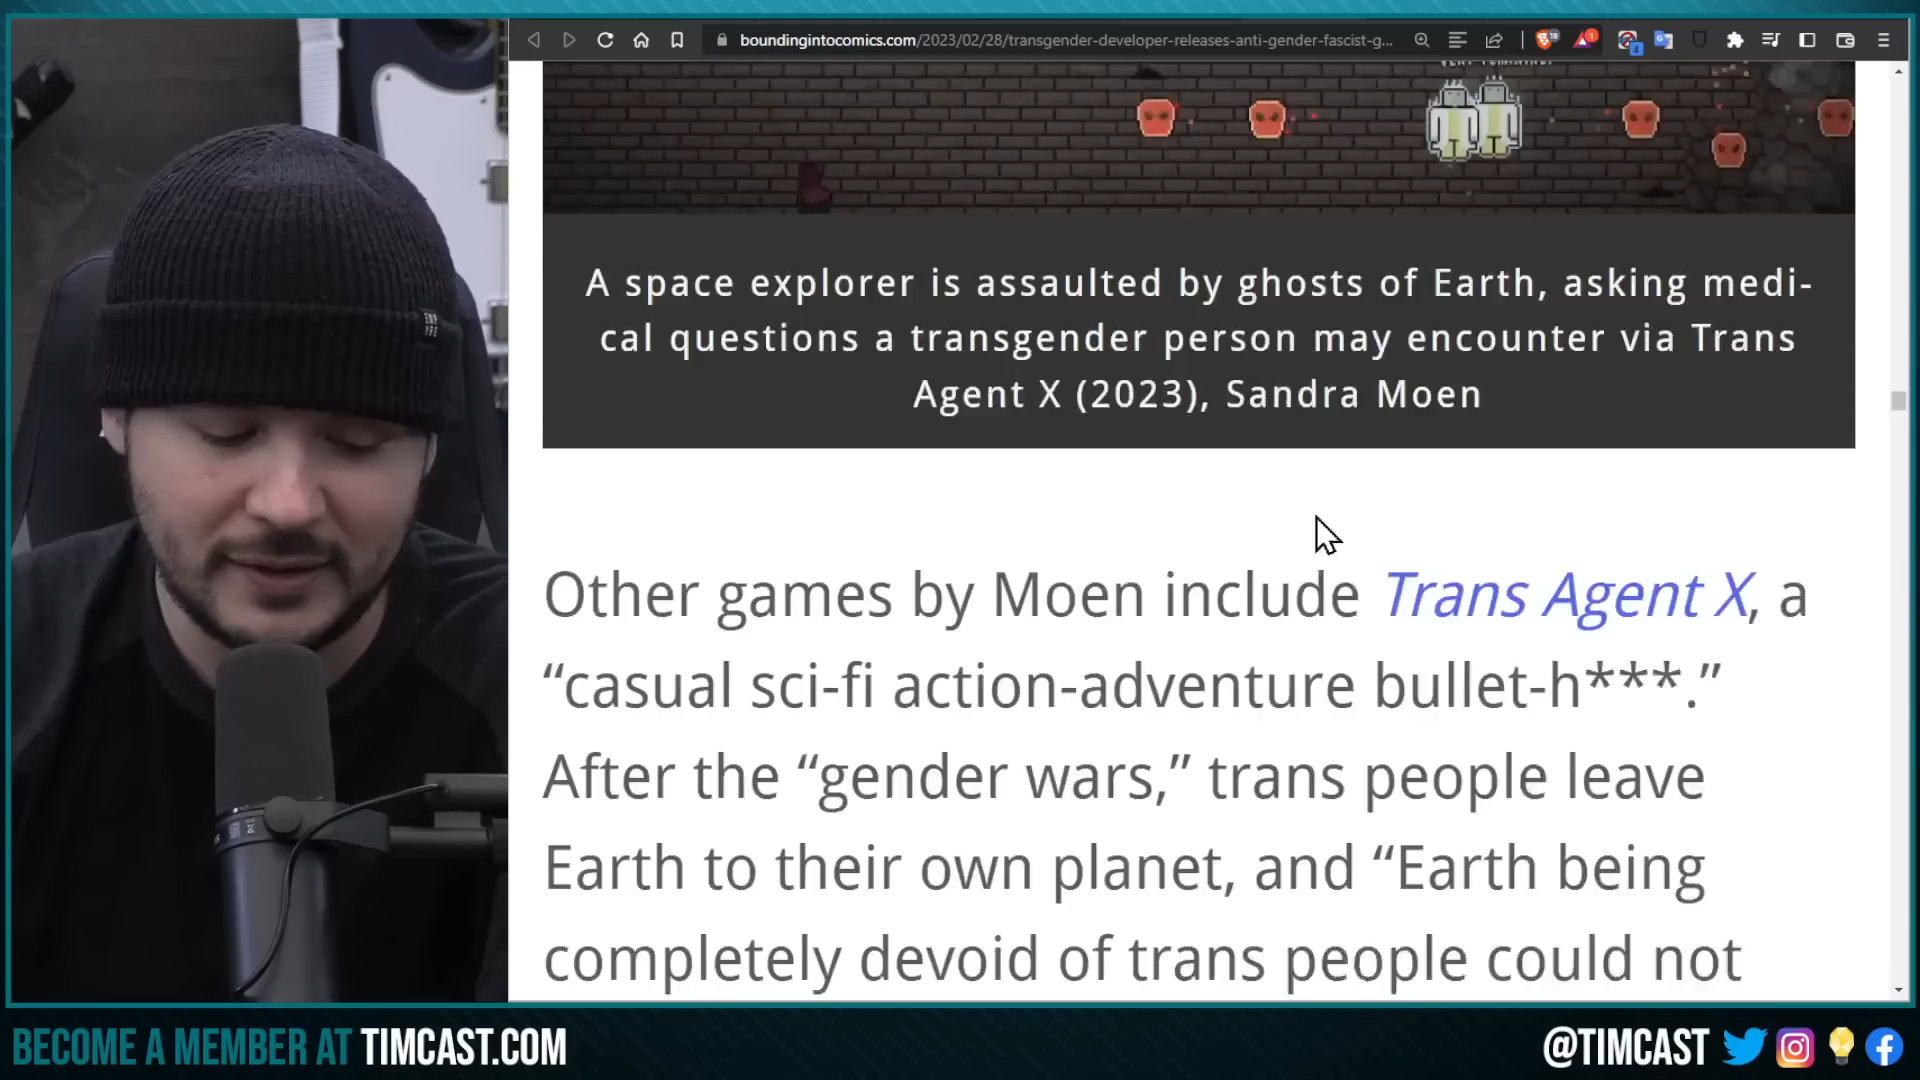 boundingintocomics.com/2023/02/28/transgender-developer-releases-anti-gender-fascist-g...
A space explorer is assaulted by ghosts of Earth, asking medi-
cal questions a transgender person may encounter via Trans
Agent X (2023), Sandra Moen
Other games by Moen include Trans Agent X, a
“casual sci-fi action-adventure bullet-h***.”
After the “gender wars,” trans people leave
Earth to their own planet, and “Earth being
completely devoid of trans people could not
BECOME A MEMBER AT TIMCAST.COM
@TIMCAST